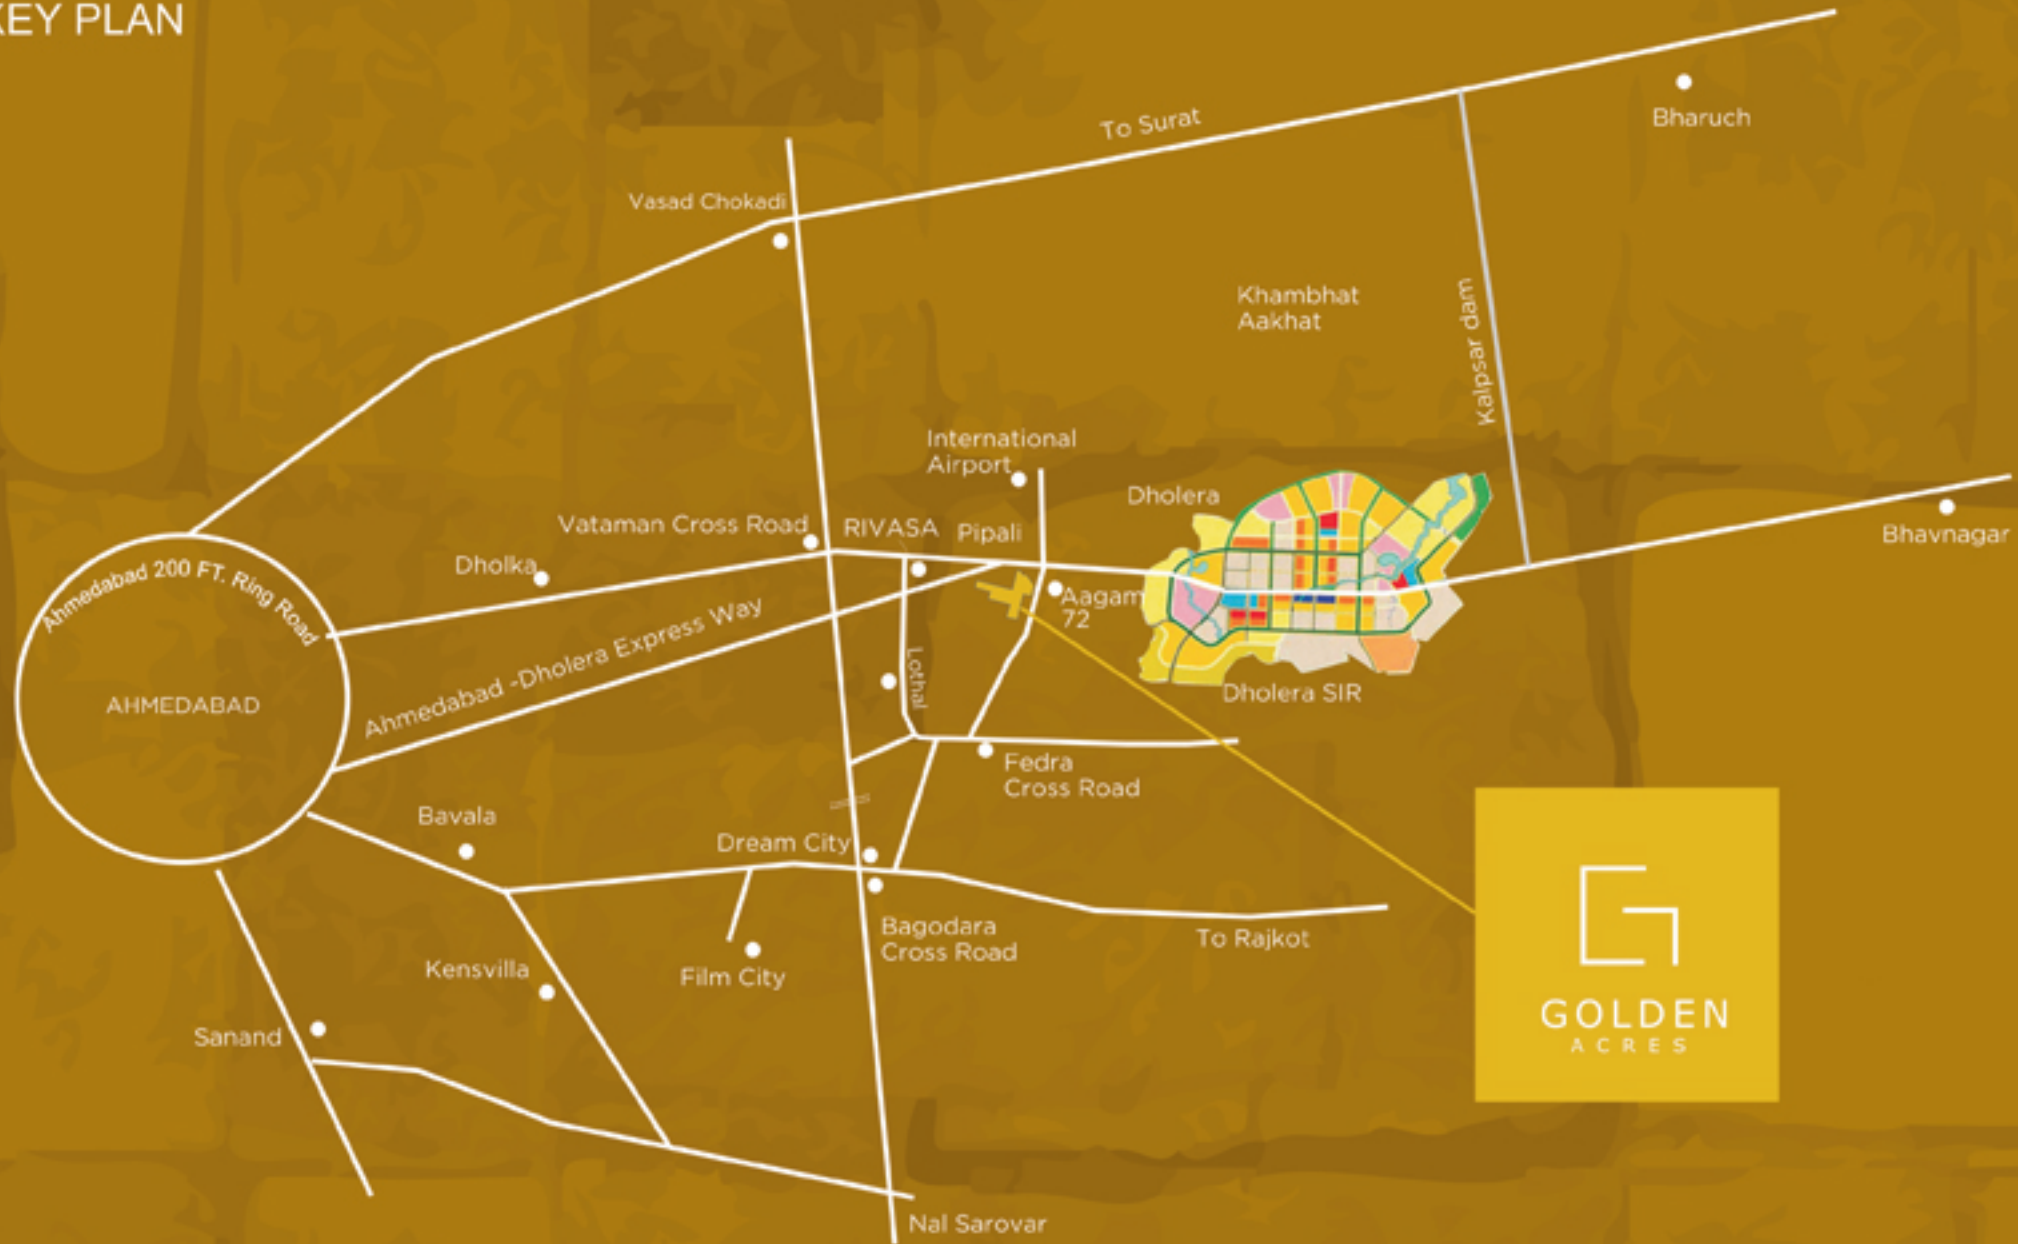 KEY PLAN
To Surat
Bharuch
Vasad Chokadi
Khambhat
Aakhat
Kalpsar dam
International
Airport
Dholera
Vataman Cross Road
RIVASA
Pipali
Bhavnagar
Dholka
Ahmedabad 200 FT. Ring Road
Aagam
72
Ahmedabad -Dholera Express Way
Lothal
Dholera SIR
AHMEDABAD
Fedra
Cross Road
Bavala
Dream City
Bagodara
Cross Road
To Rajkot
Kensvilla
Film City
Sanand
GOLDEN
ACRES
Nal Sarovar